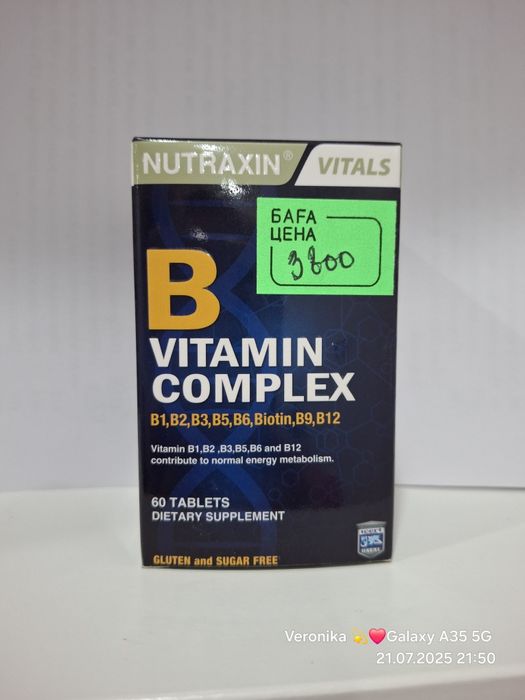 NUTRAXIN® VITALS
БАҒА
ЦЕНА
3800
B
VITAMIN
COMPLEX
B1,B2,B3,B5,B6,Biotin,B9,B12
Vitamin B1,B2 ,B3,B5,B6 and B12
contribute to normal energy metabolism.
60 TABLETS
DIETARY SUPPLEMENT
GLUTEN and SUGAR FREE
Veronika 💫❤️Galaxy A35 5G
21.07.2025 21:50